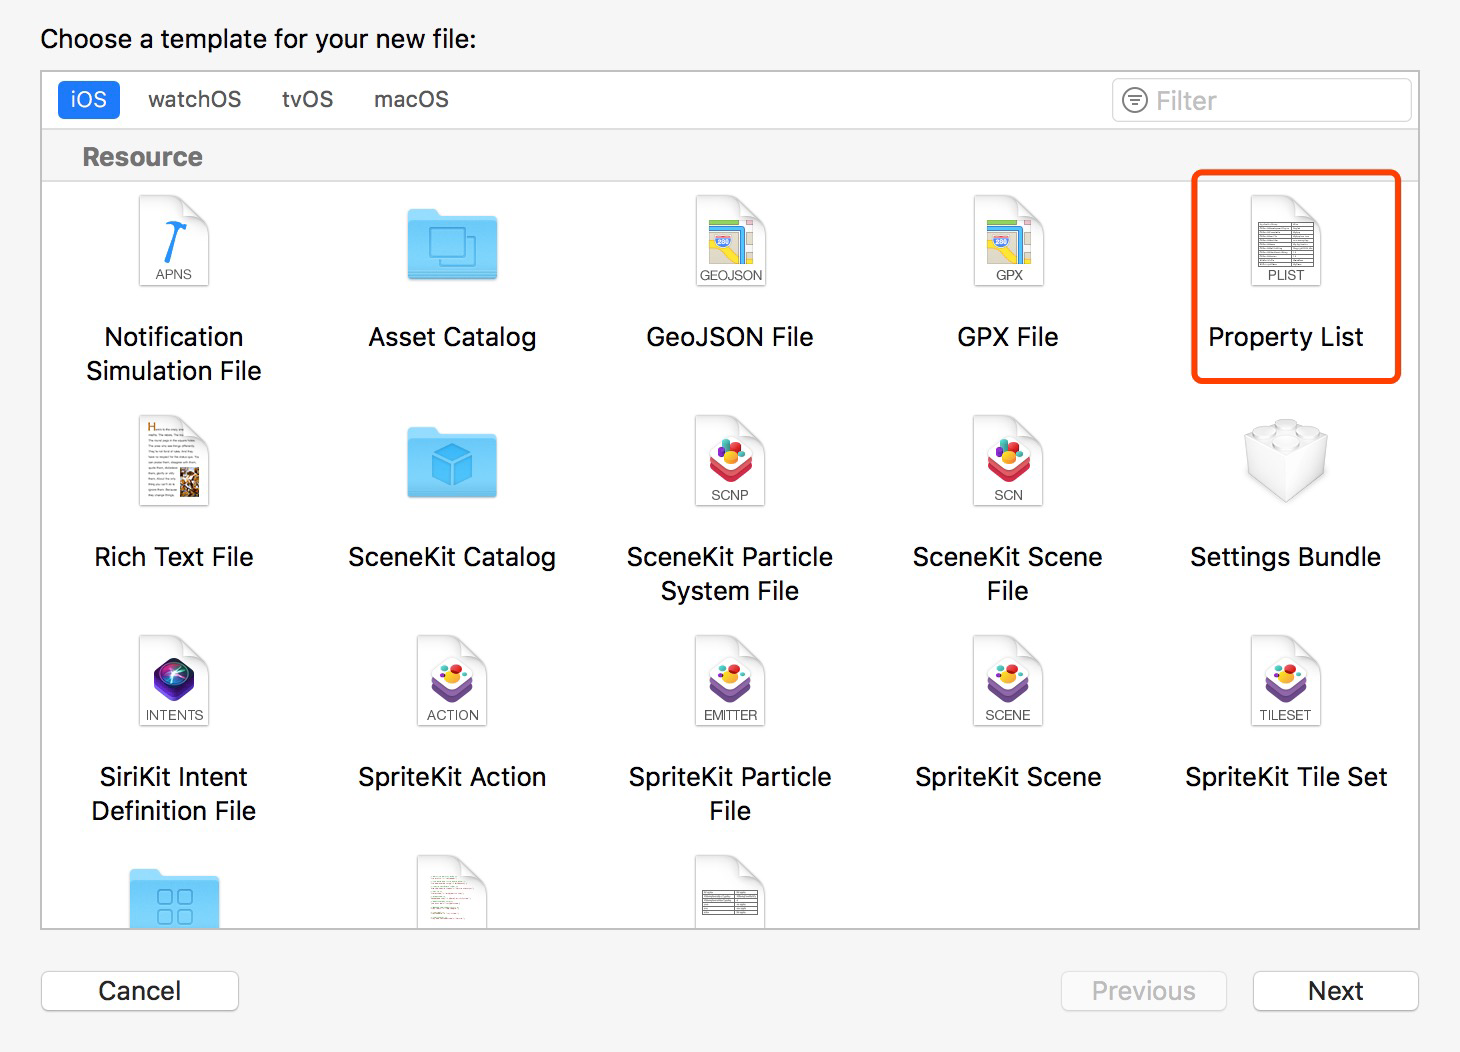 Choose a template for your new file:
iOS watchOS tvOS macOS Filter
Resource
APNS GEOJSON GPX PLIST
Notification Asset Catalog GeoJSON File GPX File Property List
Simulation File
SCNP SCN
Rich Text File SceneKit Catalog SceneKit Particle SceneKit Scene Settings Bundle
System File File
INTENTS ACTION EMITTER SCENE TILESET
SiriKit Intent SpriteKit Action SpriteKit Particle SpriteKit Scene SpriteKit Tile Set
Definition File File
Cancel Previous Next